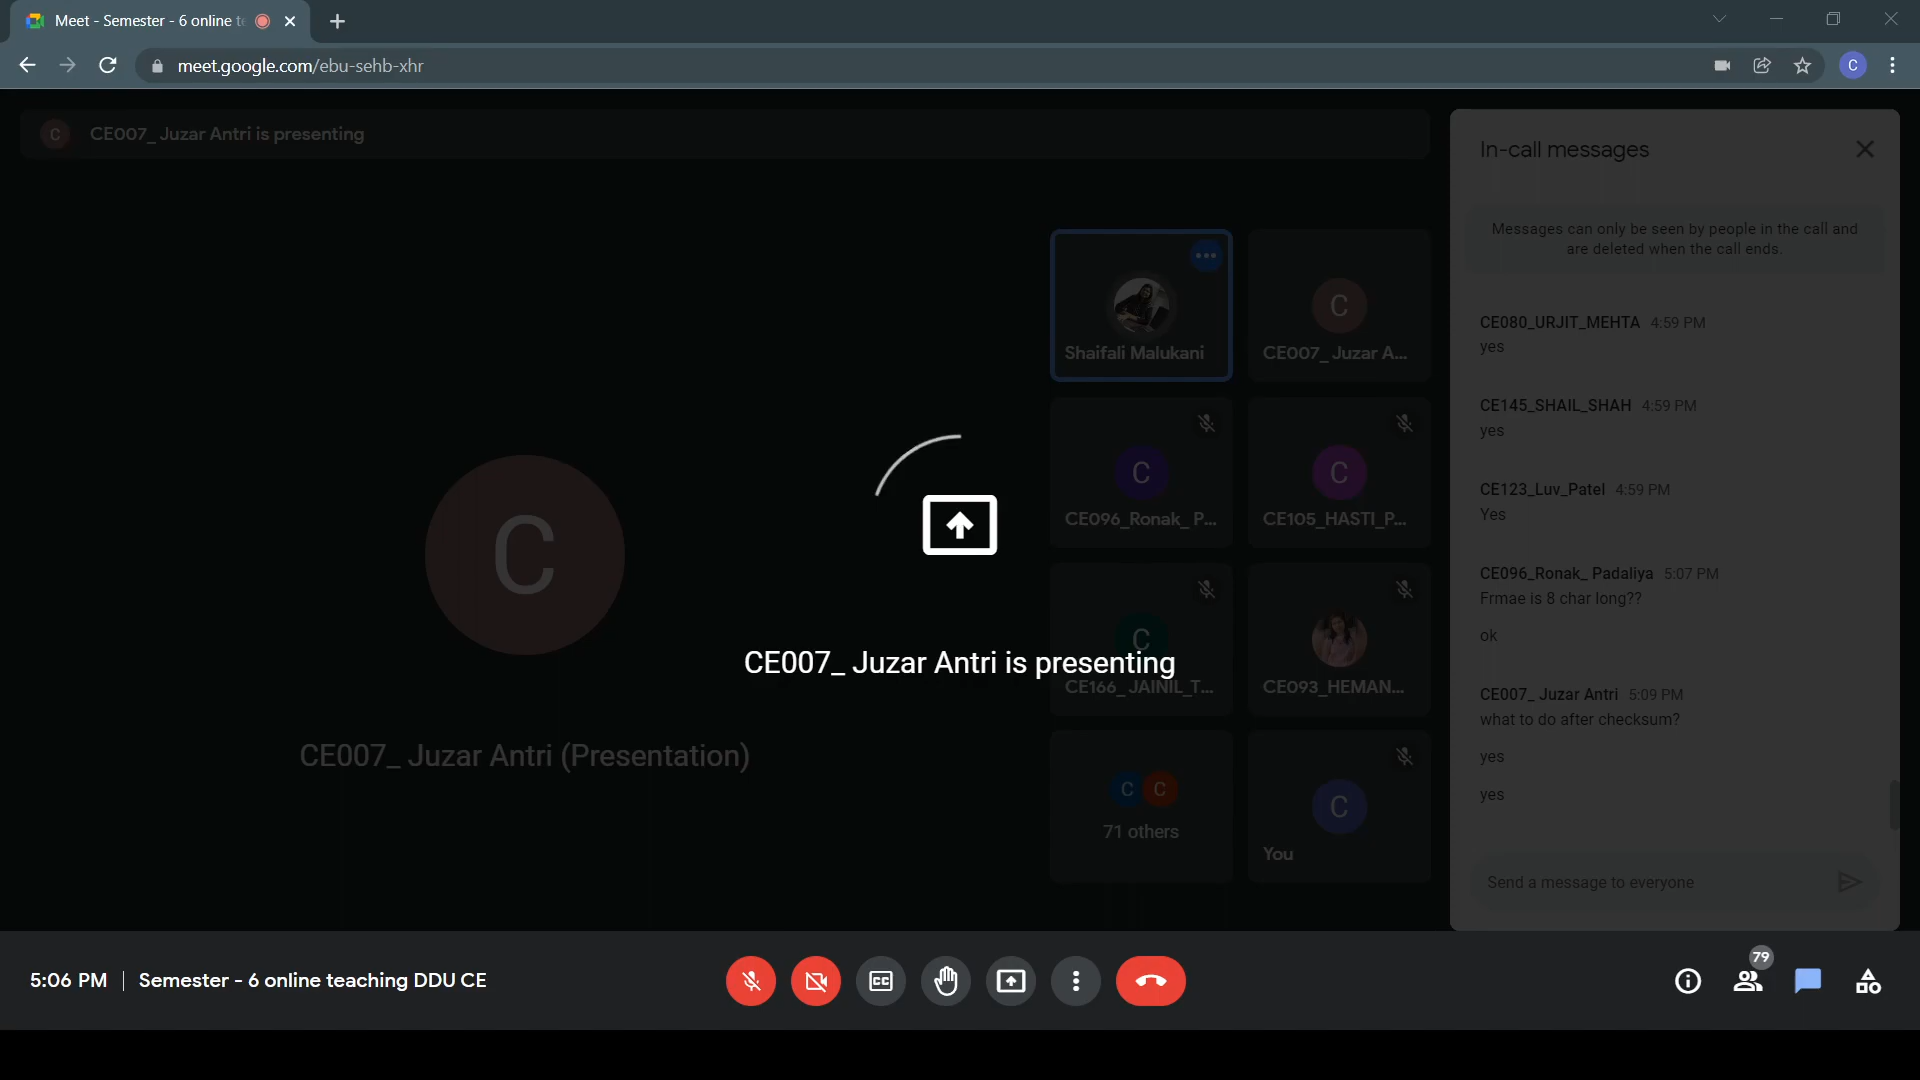 Meet - Semester - 6 online te
meet.google.com/ebu-sehb-xhr
C
C
CE007_ Juzar Antri is presenting
In-call messages
Messages can only be seen by people in the call and
are deleted when the call ends.
Shaifali Malukani
C
CE007_ Juzar A...
C
CE096_Ronak_ P...
C
CE105_HASTI_P...
C
CE166_JAINIL_T...
CE093_HEMAN...
C C
71 others
C
You
C
CE007_ Juzar Antri (Presentation)
CE007_ Juzar Antri is presenting
CE080_URJIT_MEHTA 4:59 PM
yes
CE145_SHAIL_SHAH 4:59 PM
yes
CE123_Luv_Patel 4:59 PM
Yes
CE096_Ronak_ Padaliya 5:07 PM
Frmae is 8 char long??
ok
CE007_ Juzar Antri 5:09 PM
what to do after checksum?
yes
yes
Send a message to everyone
5:06 PM | Semester - 6 online teaching DDU CE
CC
79